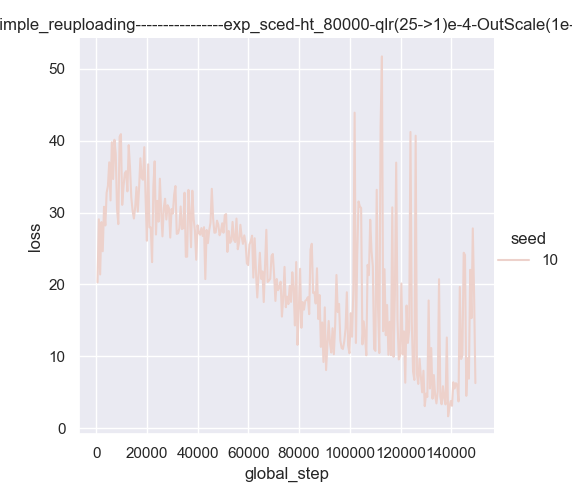 imple_reuploading----------------exp_sced-ht_80000-qlr(25->1)e-4-OutScale(1e-
50
40
30
20
10
0
loss
seed
10
0 20000 40000 60000 80000 100000 120000 140000
global_step